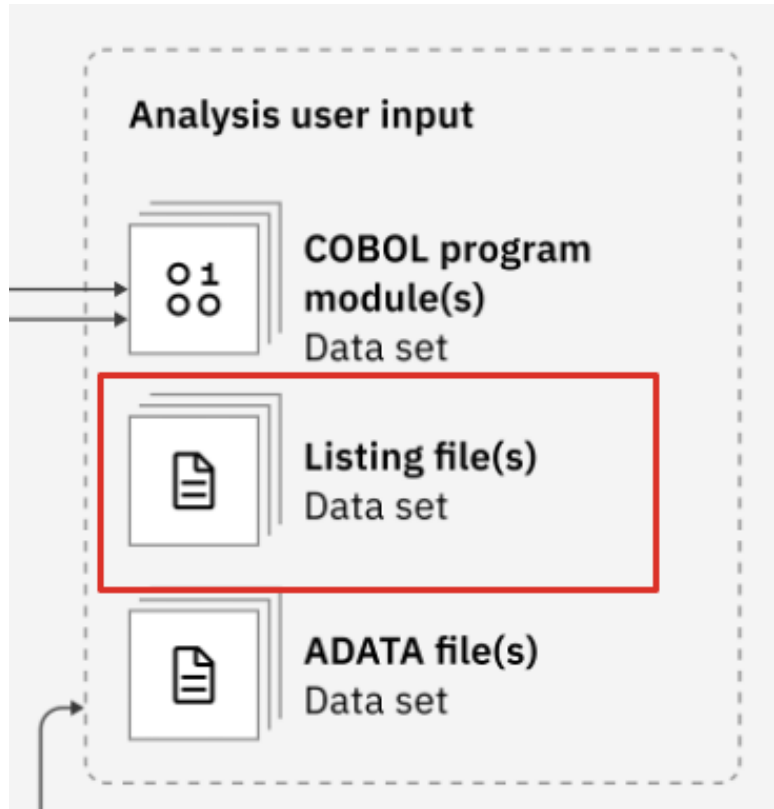 Analysis user input
COBOL program
module(s)
Data set
Listing file(s)
Data set
ADATA file(s)
Data set